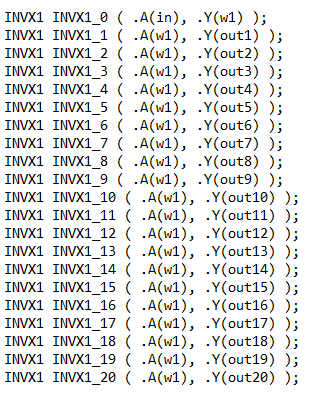 INVX1 INVX1_0 ( .A(in), .Y(w1) );
INVX1 INVX1_1 ( .A(w1), .Y(out1) );
INVX1 INVX1_2 ( .A(w1), .Y(out2) );
INVX1 INVX1_3 ( .A(w1), .Y(out3) );
INVX1 INVX1_4 ( .A(w1), .Y(out4) );
INVX1 INVX1_5 ( .A(w1), .Y(out5) );
INVX1 INVX1_6 ( .A(w1), .Y(out6) );
INVX1 INVX1_7 ( .A(w1), .Y(out7) );
INVX1 INVX1_8 ( .A(w1), .Y(out8) );
INVX1 INVX1_9 ( .A(w1), .Y(out9) );
INVX1 INVX1_10 ( .A(w1), .Y(out10) );
INVX1 INVX1_11 ( .A(w1), .Y(out11) );
INVX1 INVX1_12 ( .A(w1), .Y(out12) );
INVX1 INVX1_13 ( .A(w1), .Y(out13) );
INVX1 INVX1_14 ( .A(w1), .Y(out14) );
INVX1 INVX1_15 ( .A(w1), .Y(out15) );
INVX1 INVX1_16 ( .A(w1), .Y(out16) );
INVX1 INVX1_17 ( .A(w1), .Y(out17) );
INVX1 INVX1_18 ( .A(w1), .Y(out18) );
INVX1 INVX1_19 ( .A(w1), .Y(out19) );
INVX1 INVX1_20 ( .A(w1), .Y(out20) );